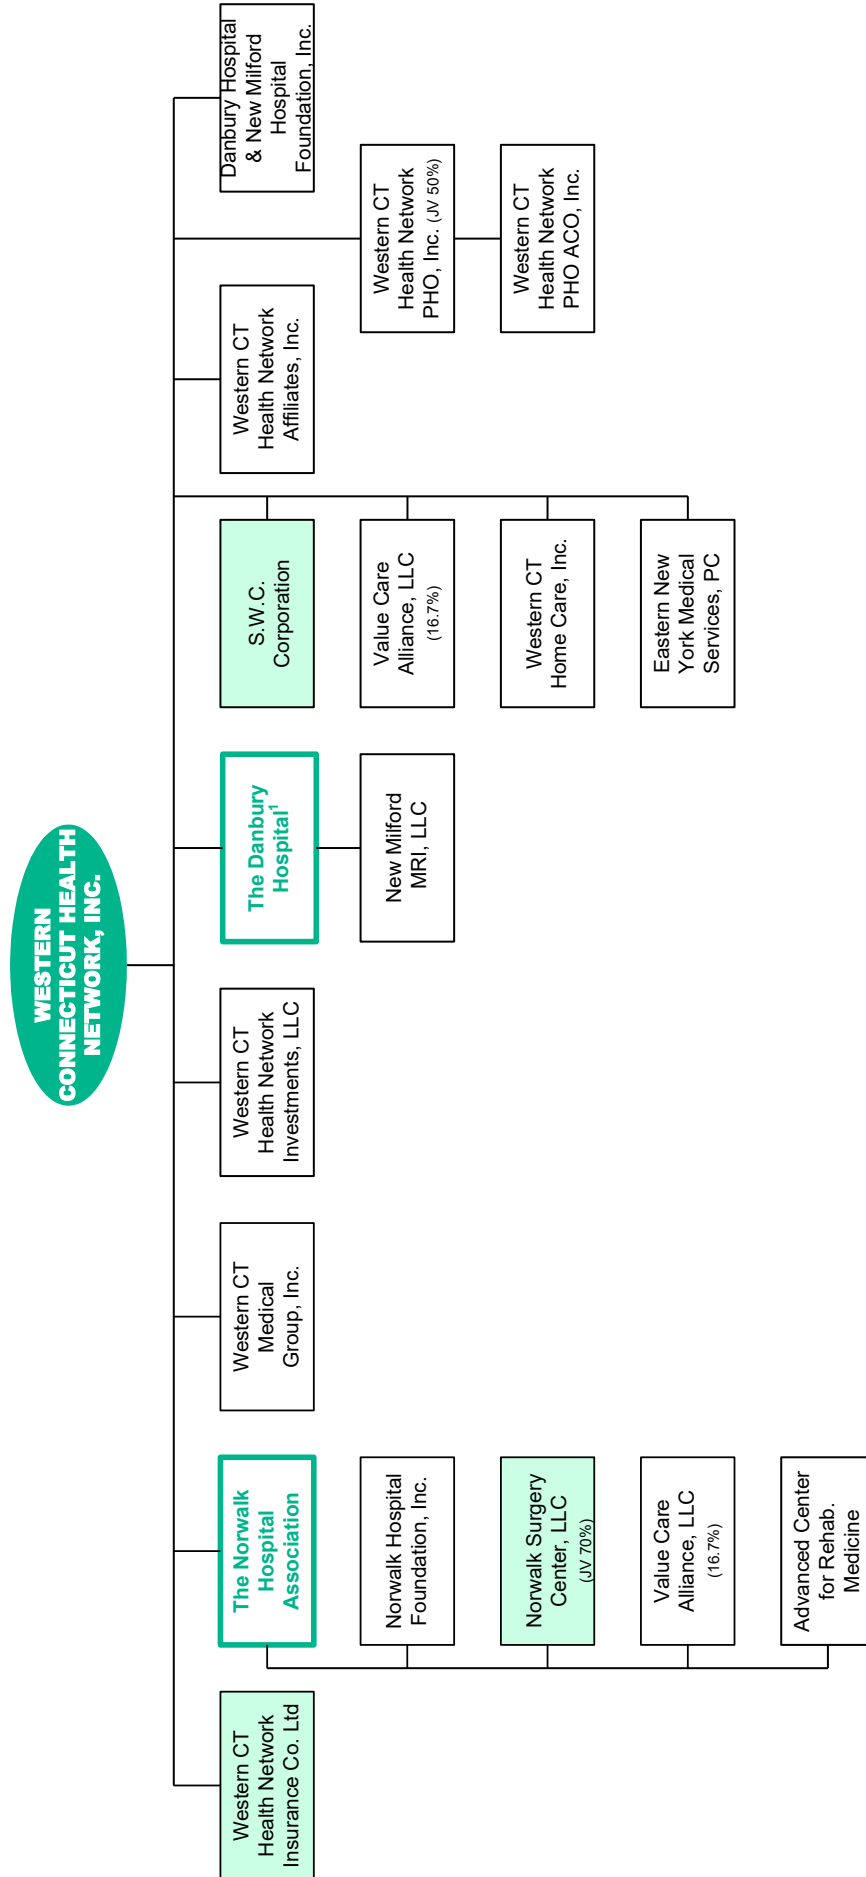 WESTERN
CONNECTICUT HEALTH
NETWORK, INC.
Western CT
Health Network
Insurance Co. Ltd
The Norwalk
Hospital
Association
Norwalk Hospital
Foundation, Inc.
Norwalk Surgery
Center, LLC
(JV 70%)
Value Care
Alliance, LLC
(16.7%)
Advanced Center
for Rehab.
Medicine
Western CT
Medical
Group, Inc.
Western CT
Health Network
Investments, LLC
The Danbury
Hospital¹
New Milford
MRI, LLC
S.W.C.
Corporation
Value Care
Alliance, LLC
(16.7%)
Western CT
Home Care, Inc.
Eastern New
York Medical
Services, PC
Western CT
Health Network
Affiliates, Inc.
Western CT
Health Network
PHO, Inc. (JV 50%)
Western CT
Health Network
PHO ACO, Inc.
Danbury Hospital
& New Milford
Hospital
Foundation, Inc.